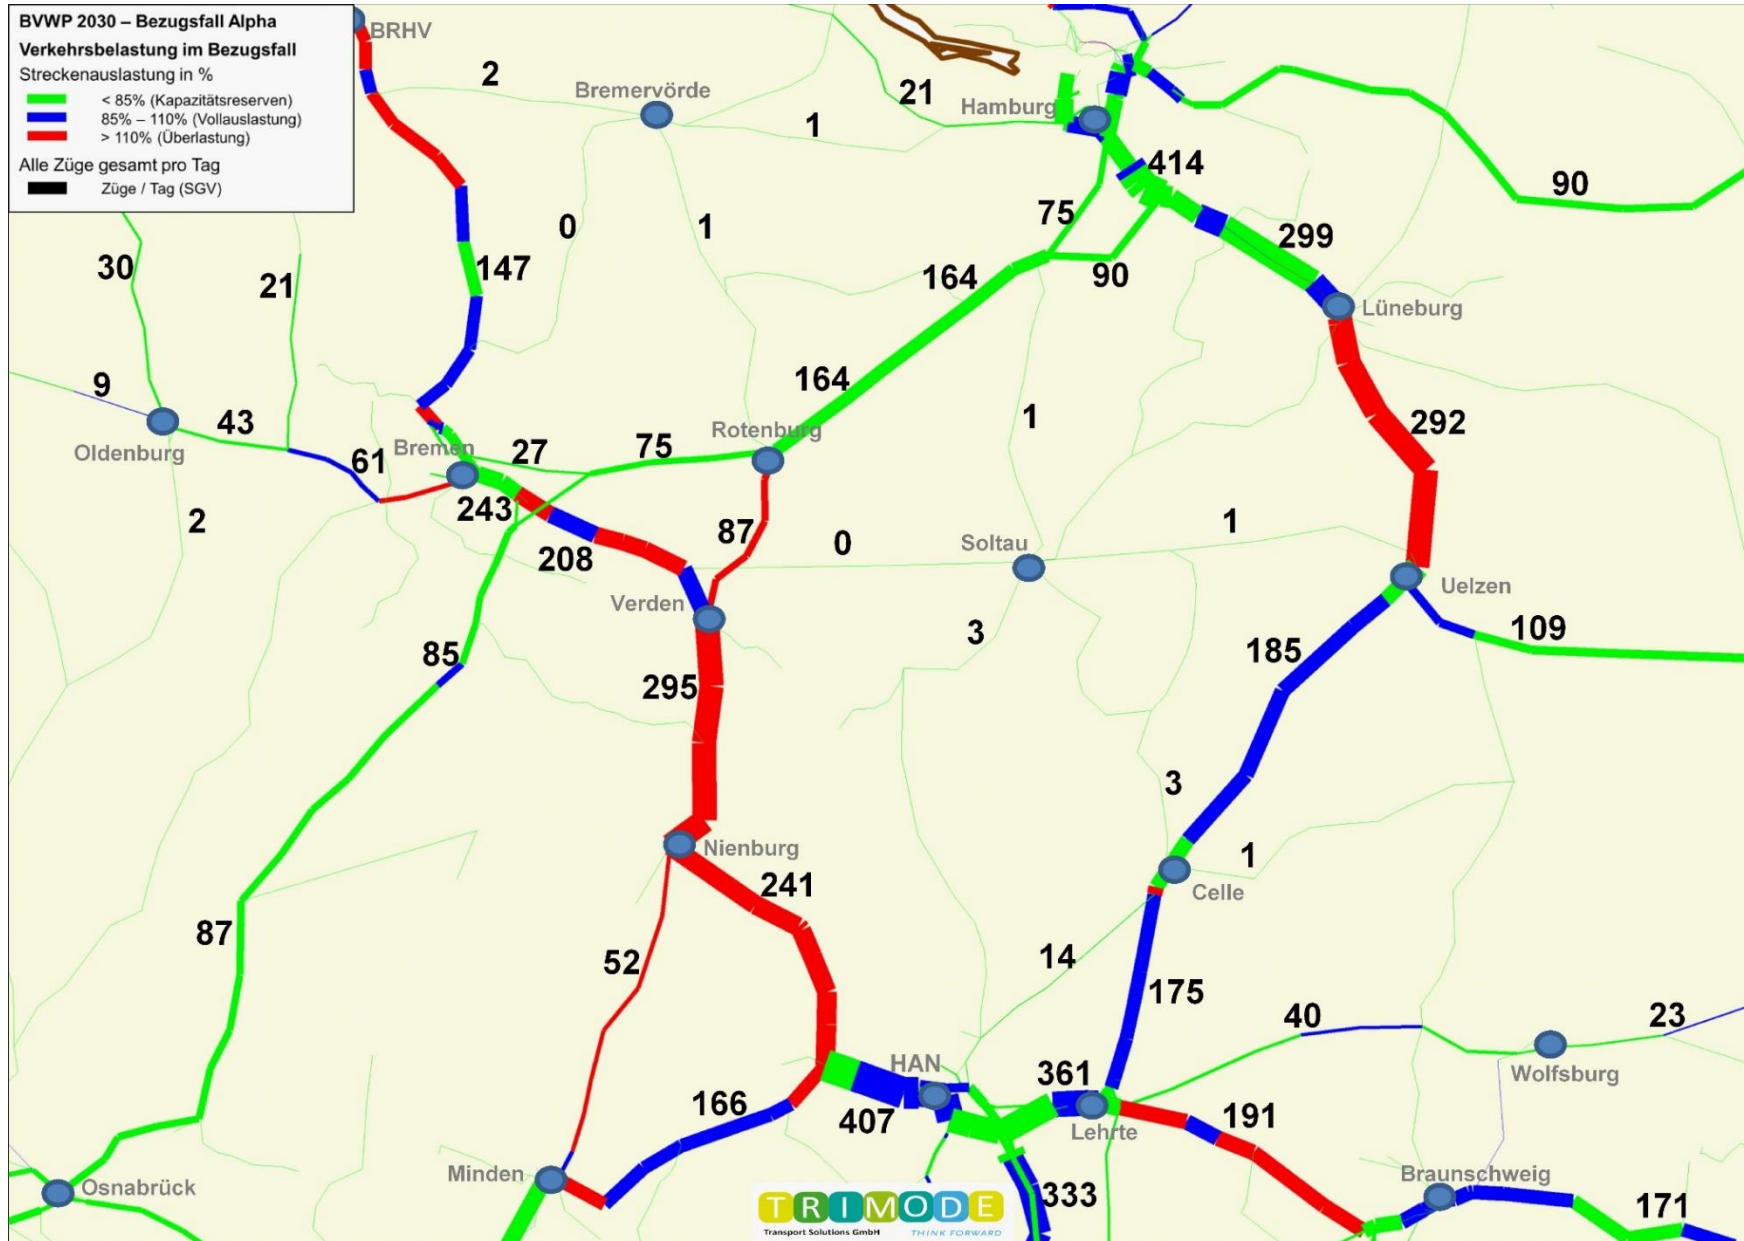 BVWP 2030 – Bezugsfall Alpha
Verkehrsbelastung im Bezugsfall
Streckenauslastung in %
< 85% (Kapazitätsreserven)
85% – 110% (Vollauslastung)
> 110% (Überlastung)
Alle Züge gesamt pro Tag
Züge / Tag (SGV)
BRHV
2
Bremervörde
1
21
Hamburg
414
90
75
0
1
299
30
21
147
164
90
Lüneburg
9
43
Oldenburg
164
1
292
Rotenburg
Bremen
27
75
61
243
2
208
87
0
Soltau
1
Uelzen
Verden
3
109
85
295
185
3
Nienburg
241
1
Celle
87
52
14
175
40
23
HAN
361
Wolfsburg
407
166
Lehrte
191
Minden
Braunschweig
Osnabrück
333
171
TRIMODE
Transport Solutions GmbH THINK FORWARD